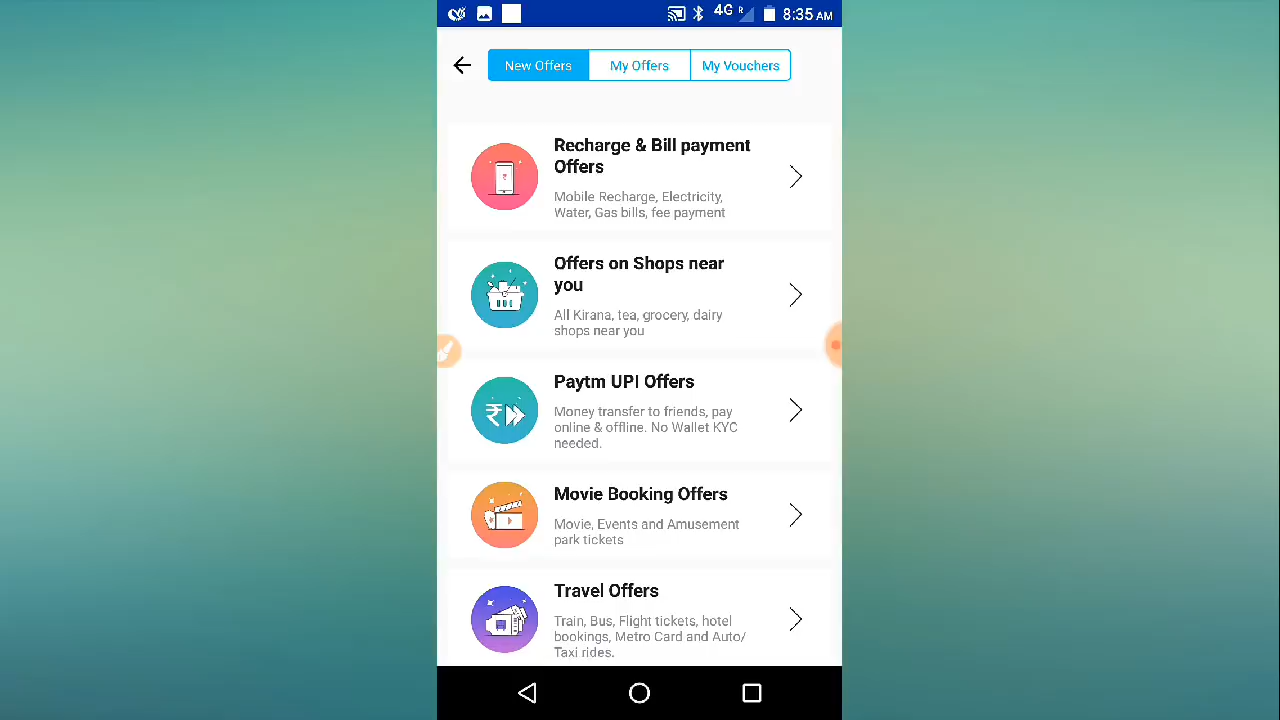 4G R 8:35 AM
New Offers My Offers My Vouchers
Recharge & Bill payment
Offers
Mobile Recharge, Electricity,
Water, Gas bills, fee payment
Offers on Shops near
you
All Kirana, tea, grocery, dairy
shops near you
Paytm UPI Offers
Money transfer to friends, pay
online & offline. No Wallet KYC
needed.
Movie Booking Offers
Movie, Events and Amusement
park tickets
Travel Offers
Train, Bus, Flight tickets, hotel
bookings, Metro Card and Auto/
Taxi rides.